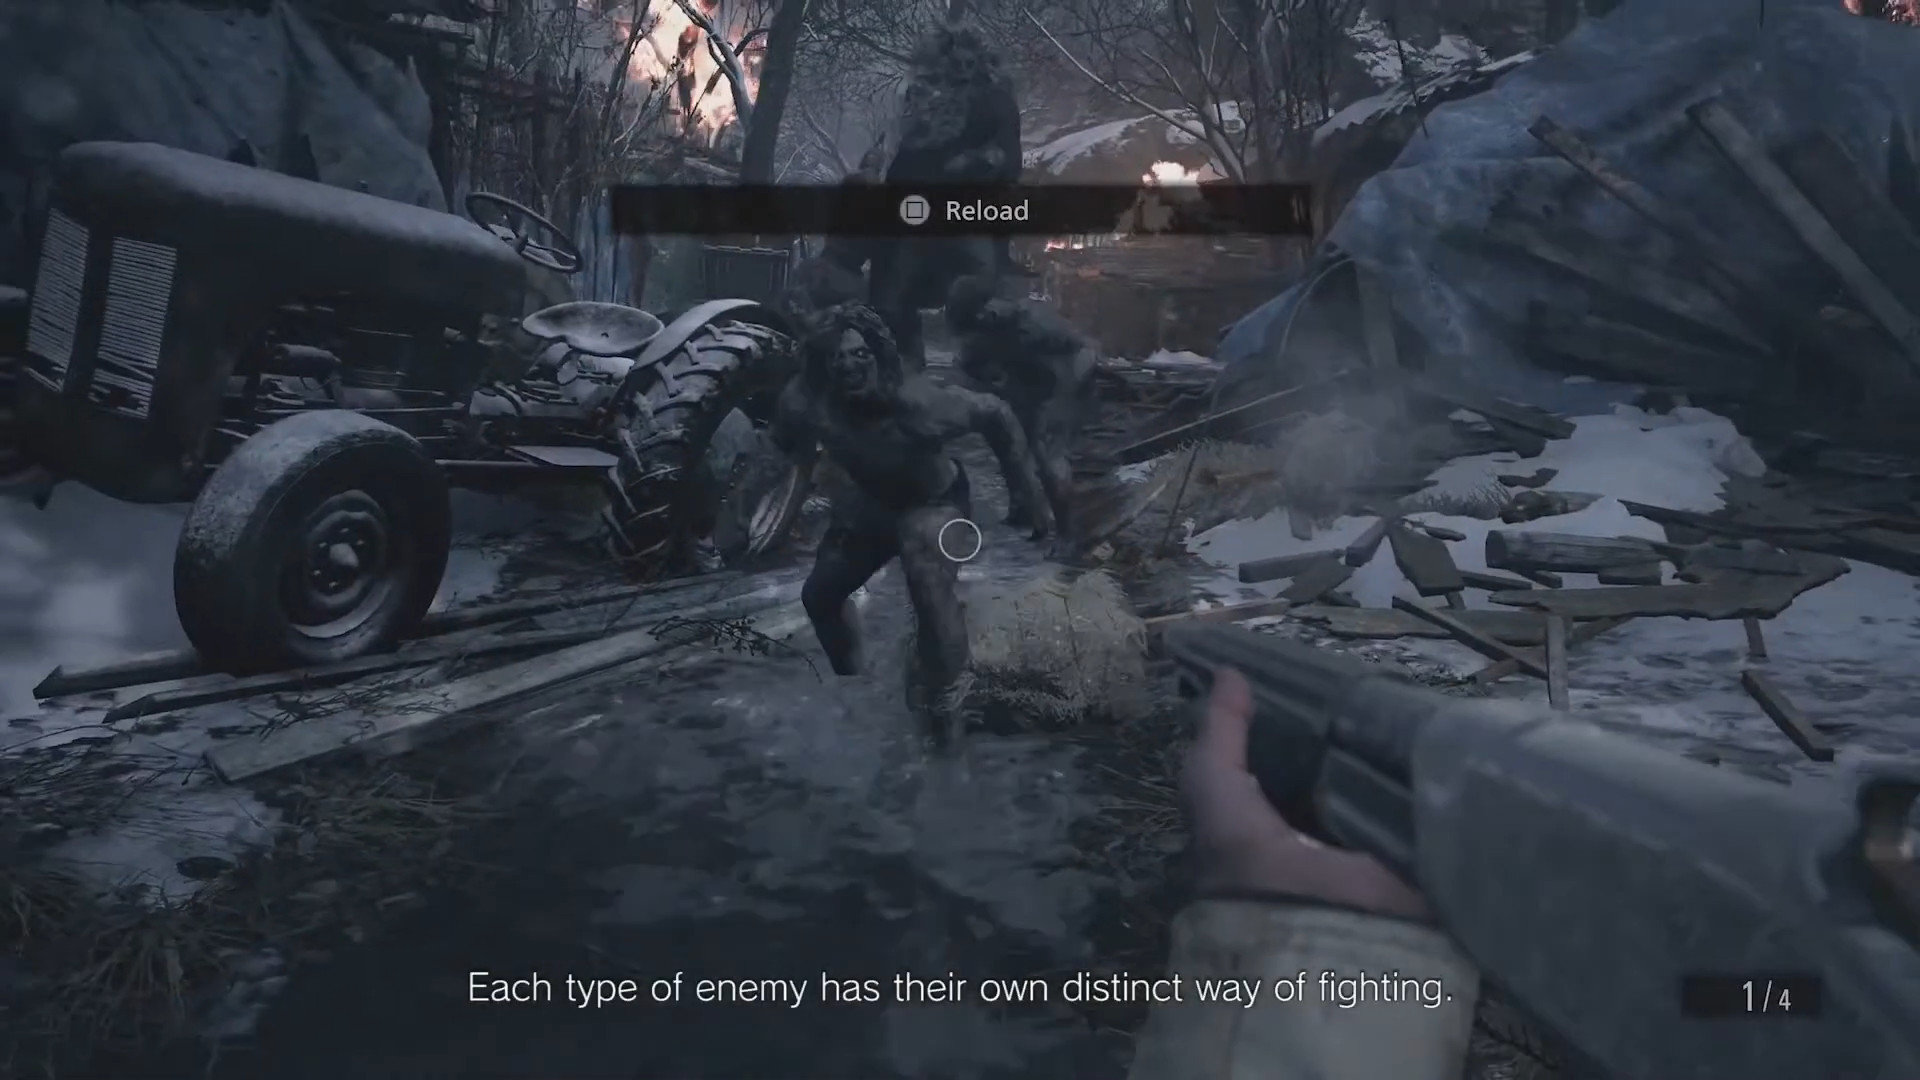 Reload
Each type of enemy has their own distinct way of fighting.
1/4